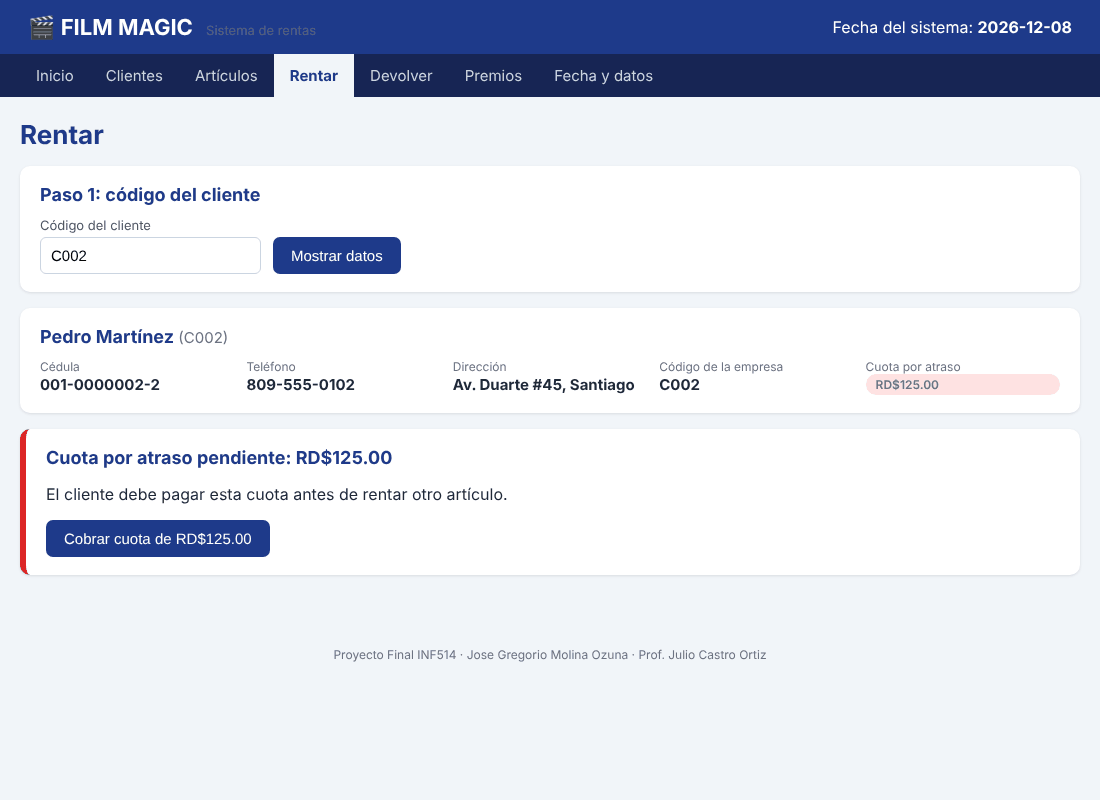 FILM MAGIC Sistema de rentas
Fecha del sistema: 2026-12-08
Inicio Clientes Artículos Rentar Devolver Premios Fecha y datos
Rentar
Paso 1: código del cliente
Código del cliente
C002 Mostrar datos
Pedro Martínez (C002)
Cédula Teléfono Dirección Código de la empresa Cuota por atraso
001-0000002-2 809-555-0102 Av. Duarte #45, Santiago C002 RD$125.00
Cuota por atraso pendiente: RD$125.00
El cliente debe pagar esta cuota antes de rentar otro artículo.
Cobrar cuota de RD$125.00
Proyecto Final INF514 · Jose Gregorio Molina Ozuna · Prof. Julio Castro Ortiz